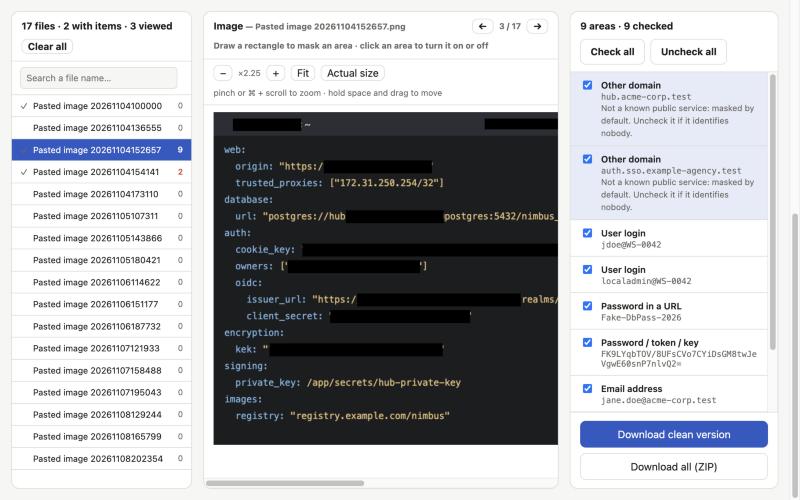 17 files · 2 with items · 3 viewed
Clear all
Search a file name...
✓ Pasted image 20261104100000 0
Pasted image 20261104136555 0
✓ Pasted image 20261104152657 9
✓ Pasted image 20261104154141 2
Pasted image 20261104173110 0
Pasted image 20261105107311 0
Pasted image 20261105143866 0
Pasted image 20261105180421 0
Pasted image 20261106114622 0
Pasted image 20261106151177 0
Pasted image 20261106187732 0
Pasted image 20261107121933 0
Pasted image 20261107158488 0
Pasted image 20261107195043 0
Pasted image 20261108129244 0
Pasted image 20261108165799 0
Pasted image 20261108202354 0
Image — Pasted image 20261104152657.png
← 3 / 17 →
Draw a rectangle to mask an area · click an area to turn it on or off
− ×2.25 + Fit Actual size
pinch or ⌘ + scroll to zoom · hold space and drag to move
~
web:
origin: "https:/
trusted_proxies: ["172.31.250.254/32"]
database:
url: "postgres://hub postgres:5432/nimbus_
auth:
cookie_key:
owners: [' ']
oidc:
issuer_url: "https:/ realms/
client_secret: '
encryption:
kek: "
signing:
private_key: /app/secrets/hub-private-key
images:
registry: "registry.example.com/nimbus"
9 areas · 9 checked
Check all
Uncheck all
Other domain
hub.acme-corp.test
Not a known public service: masked by
default. Uncheck it if it identifies
nobody.
Other domain
auth.sso.example-agency.test
Not a known public service: masked by
default. Uncheck it if it identifies
nobody.
User login
jdoe@WS-0042
User login
localadmin@WS-0042
Password in a URL
Fake-DbPass-2026
Password / token / key
FK9LYqbTOV/8UFsCVo7CYiDsGM8twJe
VgwE60snP7nlvQ2=
Email address
jane.doe@acme-corp.test
Download clean version
Download all (ZIP)